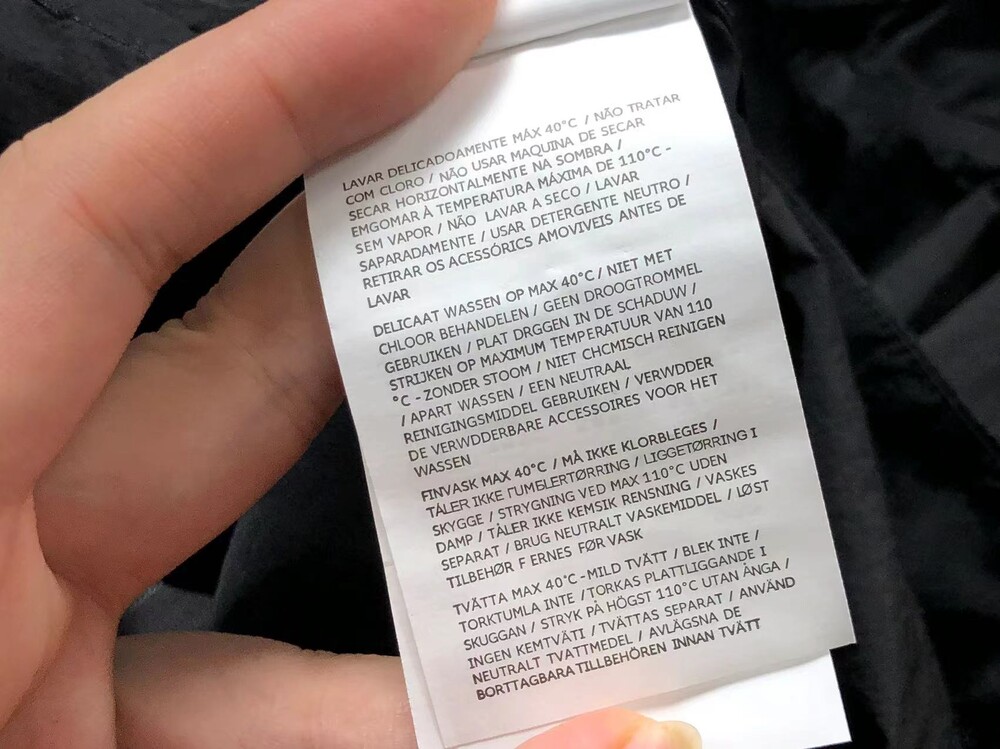 LAVAR DELICADOAMENTE MÁX 40°C / NÃO TRATAR
COM CLORO / NÃO USAR MAQUINA DE SECAR
SECAR HORIZONTALMENTE NA SOMBRA /
EMGOMAR À TEMPERATURA MÁXIMA DE 110°C -
SEM VAPOR / NÃO LAVAR A SECO / LAVAR
SAPARADAMENTE / USAR DETERGENTE NEUTRO /
RETIRAR OS ACESSÓRICS AMOVIVEIS ANTES DE
LAVAR
DELICAAT WASSEN OP MAX 40°C / NIET MET
CHLOOR BEHANDELEN / GEEN DROOGTROMMEL
GEBRUIKEN / PLAT DRGGEN IN DE SCHADUW /
STRIJKEN OP MAXIMUM TEMPERATUUR VAN 110
°C - ZONDER STOOM / NIET CHCMISCH REINIGEN
/ APART WASSEN / EEN NEUTRAAL
REINIGINGSMIDDEL GEBRUIKEN / VERWDDER
DE VERWDDERBARE ACCESSOIRES VOOR HET
WASSEN
FINVASK MAX 40°C / MÅ IKKE KLORBLEGES /
TÅLER IKKE TUMELERTØRRING / LIGGETØRRING I
SKYGGE / STRYGNING VED MAX 110°C UDEN
DAMP / TÅLER IKKE KEMSIK RENSNING / VASKES
SEPARAT / BRUG NEUTRALT VASKEMIDDEL / LØST
TILBEHØR F ERNES FØR VASK
TVÄTTA MAX 40°C - MILD TVÄTT / BLEK INTE /
TORKTUMLA INTE / TORKAS PLATTLIGGANDE I
SKUGGAN / STRYK PÅ HÖGST 110°C UTAN ÅNGA /
INGEN KEMTVÄTI / TVÄTTAS SEPARAT / ANVÄND
NEUTRALT TVATTMEDEL / AVLÄGSNA DE
BORTTAGBARA TILLBEHÖREN INNAN TVÄTT